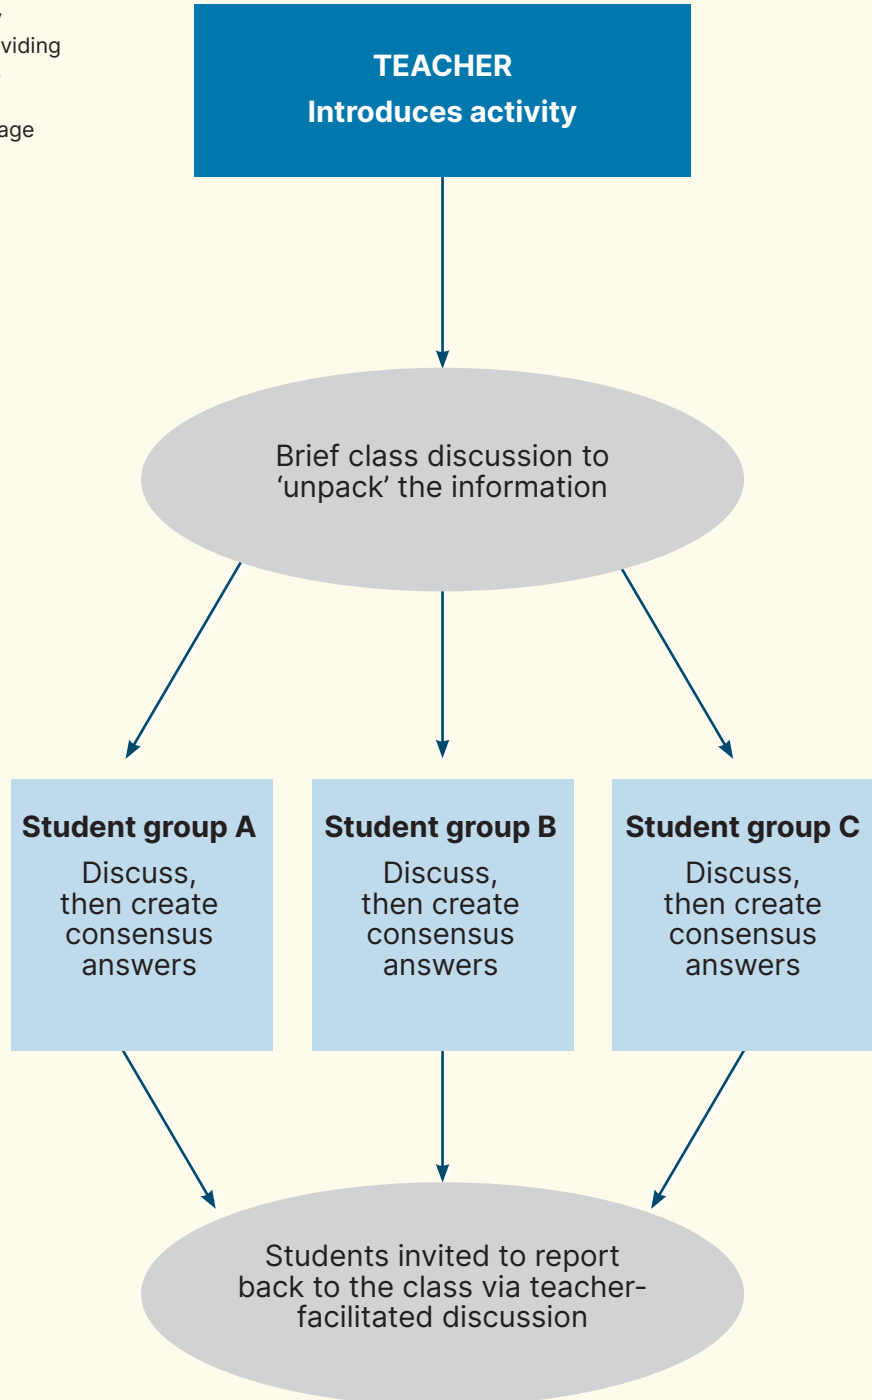 viding
age
TEACHER
Introduces activity
Brief class discussion to
‘unpack’ the information
Student group A
Discuss,
then create
consensus
answers
Student group B
Discuss,
then create
consensus
answers
Student group C
Discuss,
then create
consensus
answers
Students invited to report
back to the class via teacher-
facilitated discussion